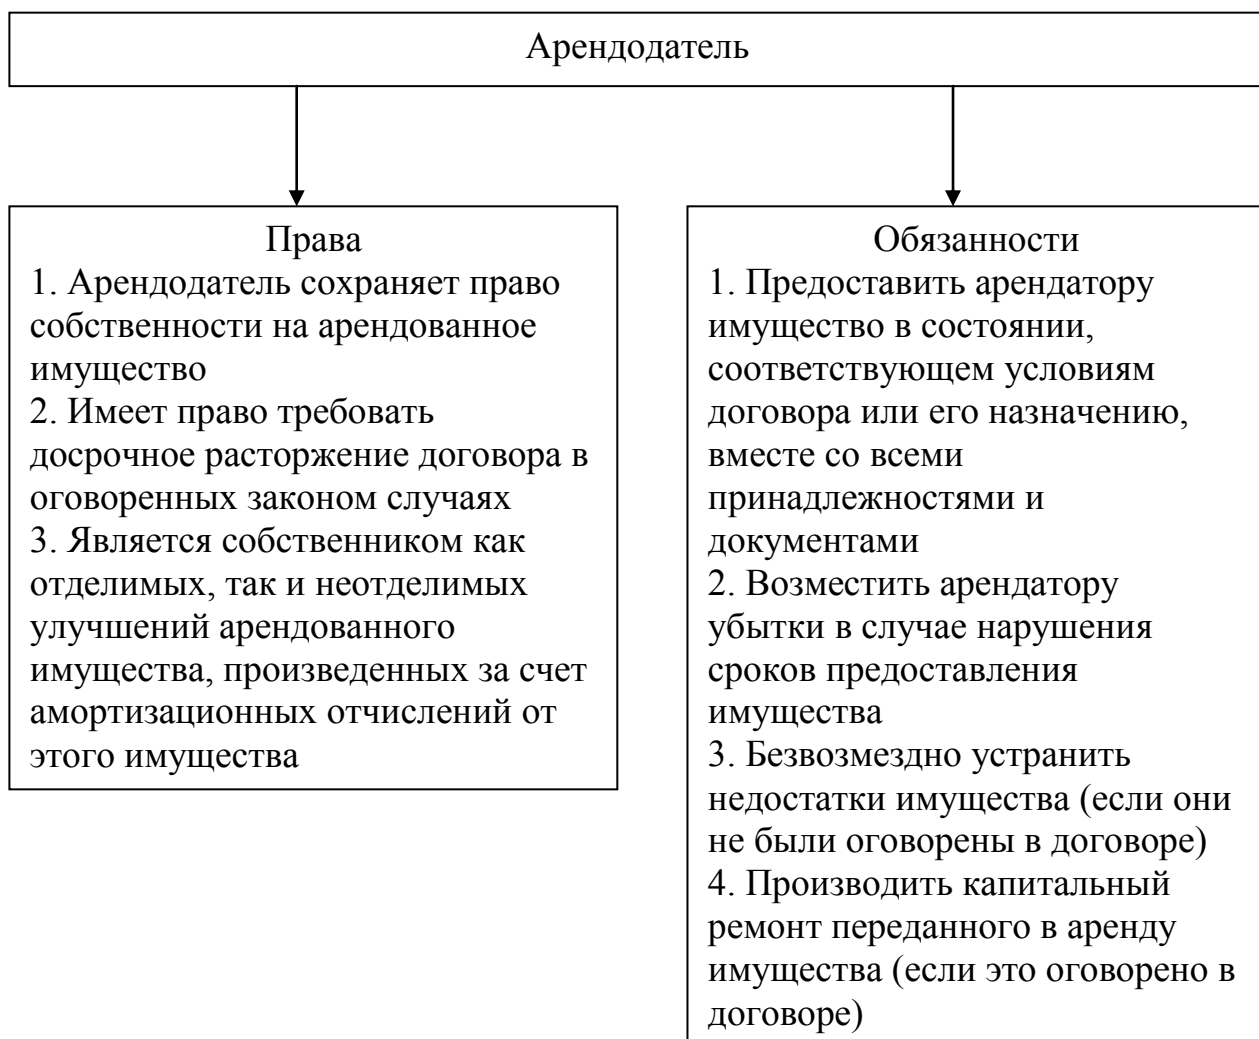 Арендодатель
Права
1. Арендодатель сохраняет право
собственности на арендованное
имущество
2. Имеет право требовать
досрочное расторжение договора в
оговоренных законом случаях
3. Является собственником как
отделимых, так и неотделимых
улучшений арендованного
имущества, произведенных за счет
амортизационных отчислений от
этого имущества
Обязанности
1. Предоставить арендатору
имущество в состоянии,
соответствующем условиям
договора или его назначению,
вместе со всеми
принадлежностями и
документами
2. Возместить арендатору
убытки в случае нарушения
сроков предоставления
имущества
3. Безвозмездно устранить
недостатки имущества (если они
не были оговорены в договоре)
4. Производить капитальный
ремонт переданного в аренду
имущества (если это оговорено в
договоре)